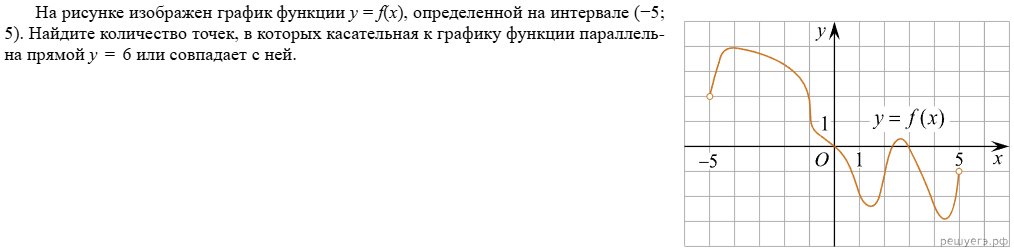 На рисунке изображен график функции y = f(x), определенной на интервале (−5;
5). Найдите количество точек, в которых касательная к графику функции параллель-
на прямой y = 6 или совпадает с ней.
y
1
y = f (x)
−5
O
1
5
x
решуегэ.рф